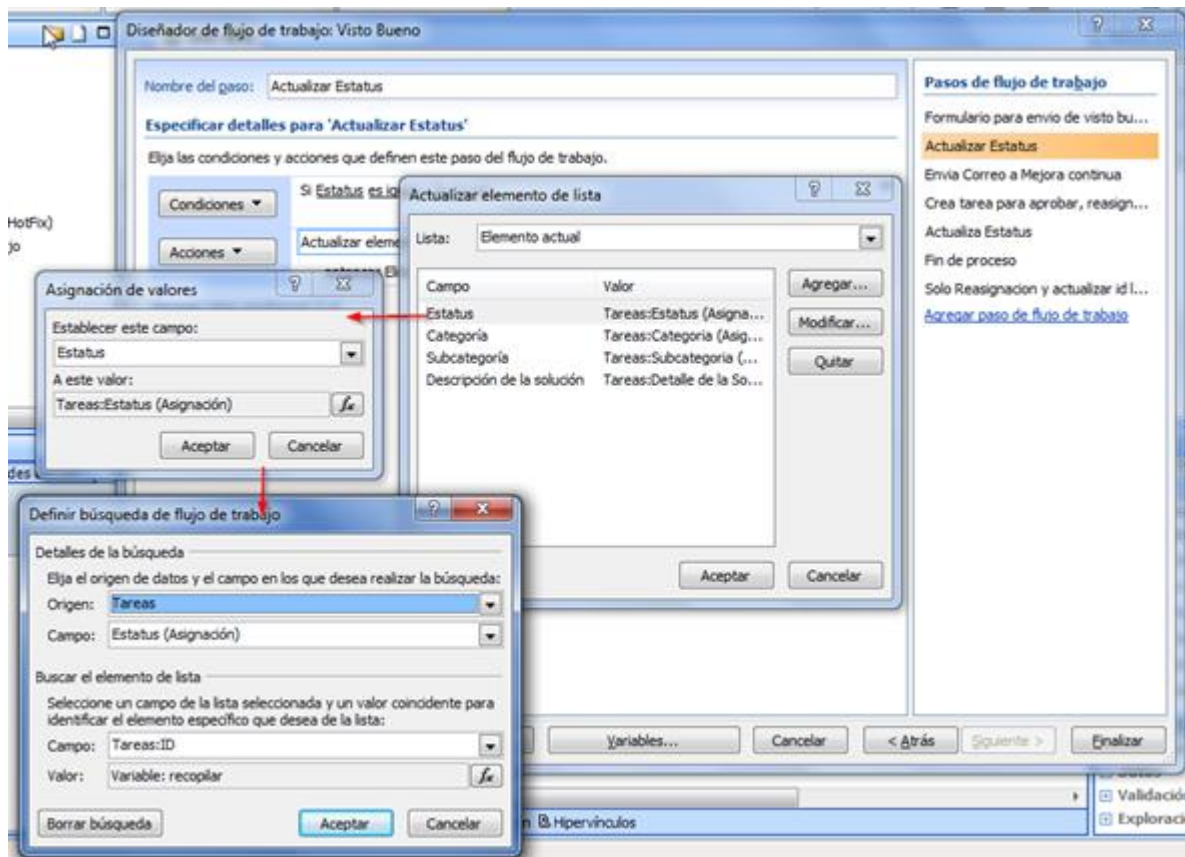 Diseñador de flujo de trabajo: Visto Bueno
Nombre del paso: Actualizar Estatus
Especificar detalles para 'Actualizar Estatus'
Elija las condiciones y acciones que definen este paso del flujo de trabajo.
Condiciones
Si Estatus es
Acciones
Actualizar
HotFix)
Pasos de flujo de trabajo
Formulario para envio de visto bu...
Actualizar Estatus
Envia Correo a Mejora continua
Crea tarea para aprobar, reasign...
Actualiza Estatus
Fin de proceso
Solo Reasignacion y actualizar id l...
Agregar paso de flujo de trabajo
Actualizar elemento de lista
Lista: Elemento actual
Campo Valor
Estatus Tareas:Estatus (Asigna...
Categoría Tareas:Categoria (Asig...
Subcategoría Tareas:Subcategoria (...
Descripción de la solución Tareas:Detalle de la So...
Agregar...
Modificar...
Quitar
Aceptar Cancelar
Asignación de valores
Establecer este campo:
Estatus
A este valor:
Tareas:Estatus (Asignación) fx
Aceptar Cancelar
Definir búsqueda de flujo de trabajo
Detalles de la búsqueda
Elija el origen de datos y el campo en los que desea realizar la búsqueda:
Origen: Tareas
Campo: Estatus (Asignación)
Buscar el elemento de lista
Seleccione un campo de la lista seleccionada y un valor coincidente para
identificar el elemento específico que desea de la lista:
Campo: Tareas:ID
Valor: Variable: recopilar fx
Borrar búsqueda Aceptar Cancelar
Variables... Cancelar < Atrás Siguiente > Finalizar
Hipervínculos